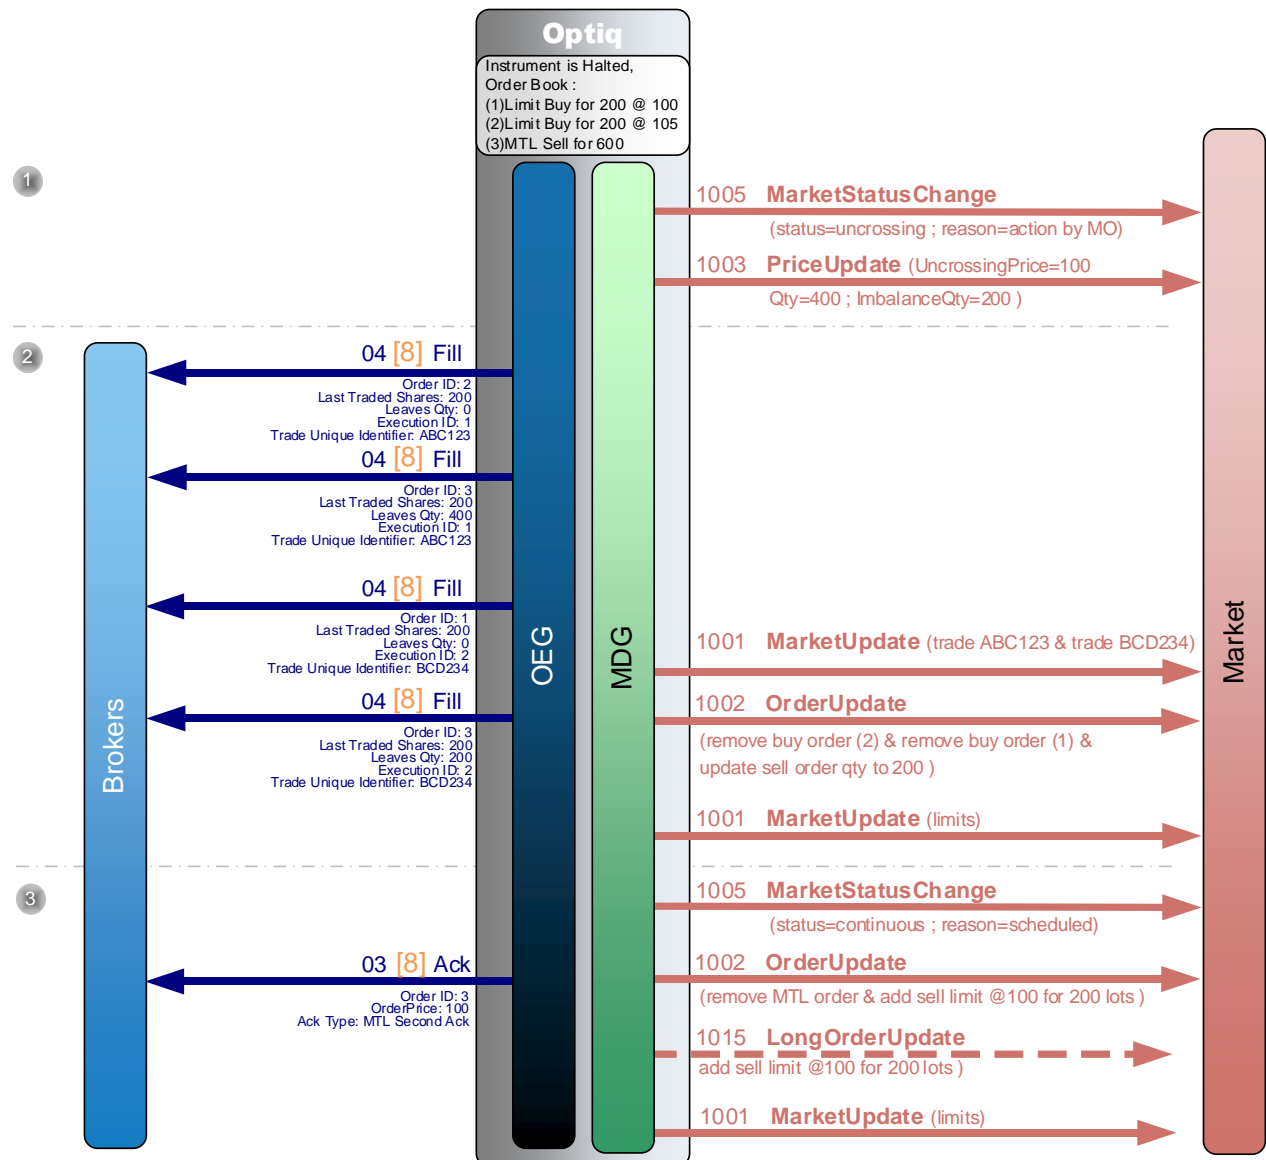 Optiq
Instrument is Halted,
Order Book :
(1)Limit Buy for 200 @ 100
(2)Limit Buy for 200 @ 105
(3)MTL Sell for 600
1
1005 MarketStatusChange
(status=uncrossing ; reason=action by MO)
1003 PriceUpdate (UncrossingPrice=100
Qty=400 ; ImbalanceQty=200 )
2
04 [8] Fill
Order ID: 2
Last Traded Shares: 200
Leaves Qty: 0
Execution ID: 1
Trade Unique Identifier: ABC123
04 [8] Fill
Order ID: 3
Last Traded Shares: 200
Leaves Qty: 400
Execution ID: 1
Trade Unique Identifier: ABC123
04 [8] Fill
Order ID: 1
Last Traded Shares: 200
Leaves Qty: 0
Execution ID: 2
Trade Unique Identifier: BCD234
04 [8] Fill
Order ID: 3
Last Traded Shares: 200
Leaves Qty: 200
Execution ID: 2
Trade Unique Identifier: BCD234
Brokers
OEG
MDG
Market
1001 MarketUpdate (trade ABC123 & trade BCD234)
1002 OrderUpdate
(remove buy order (2) & remove buy order (1) &
update sell order qty to 200 )
1001 MarketUpdate (limits)
3
1005 MarketStatusChange
(status=continuous ; reason=scheduled)
03 [8] Ack
Order ID: 3
OrderPrice: 100
Ack Type: MTL Second Ack
1002 OrderUpdate
(remove MTL order & add sell limit @100 for 200 lots )
1015 LongOrderUpdate
add sell limit @100 for 200 lots )
1001 MarketUpdate (limits)